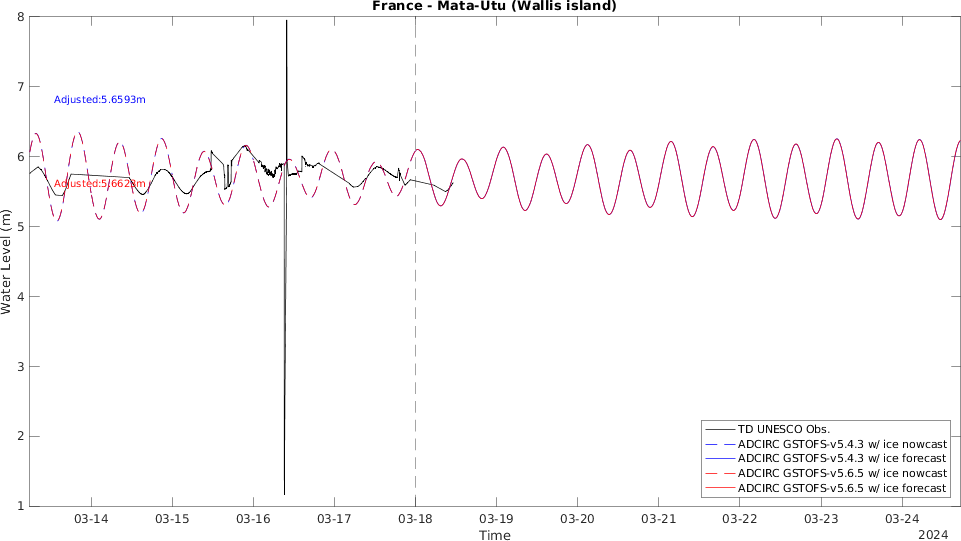 France - Mata-Utu (Wallis island)
8
7
6
5
4
3
2
1
Water Level (m)
Adjusted:5.6593m
Adjusted:5.6628m
03-14
03-15
03-16
03-17
03-18
03-19
03-20
03-21
03-22
03-23
03-24
Time
2024
TD UNESCO Obs.
ADCIRC GSTOFS-v5.4.3 w/ ice nowcast
ADCIRC GSTOFS-v5.4.3 w/ ice forecast
ADCIRC GSTOFS-v5.6.5 w/ ice nowcast
ADCIRC GSTOFS-v5.6.5 w/ ice forecast